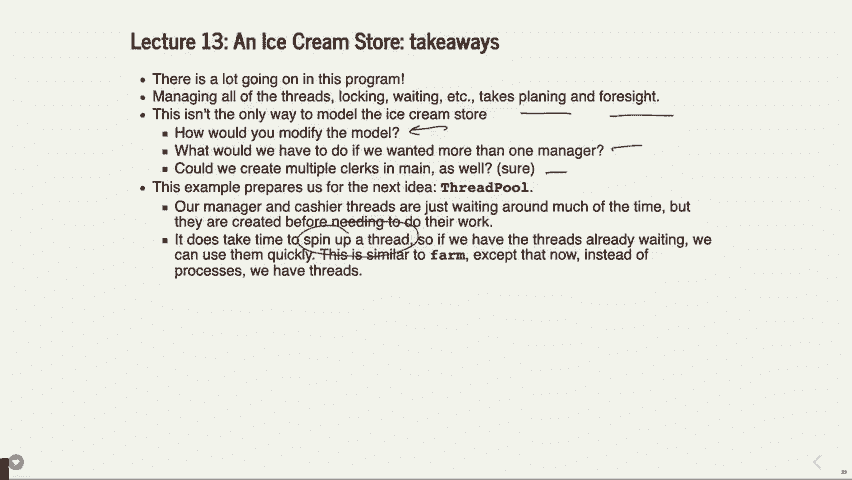 Lecture 13: An Ice Cream Store: takeaways
• There is a lot going on in this program!
• Managing all of the threads, locking, waiting, etc., takes planing and foresight.
• This isn't the only way to model the ice cream store
▪ How would you modify the model?
▪ What would we have to do if we wanted more than one manager?
▪ Could we create multiple clerks in main, as well? (sure)
• This example prepares us for the next idea: ThreadPool.
▪ Our manager and cashier threads are just waiting around much of the time, but
they are created before needing to do their work.
▪ It does take time to spin up a thread, so if we have the threads already waiting, we
can use them quickly. This is similar to farm, except that now, instead of
processes, we have threads.